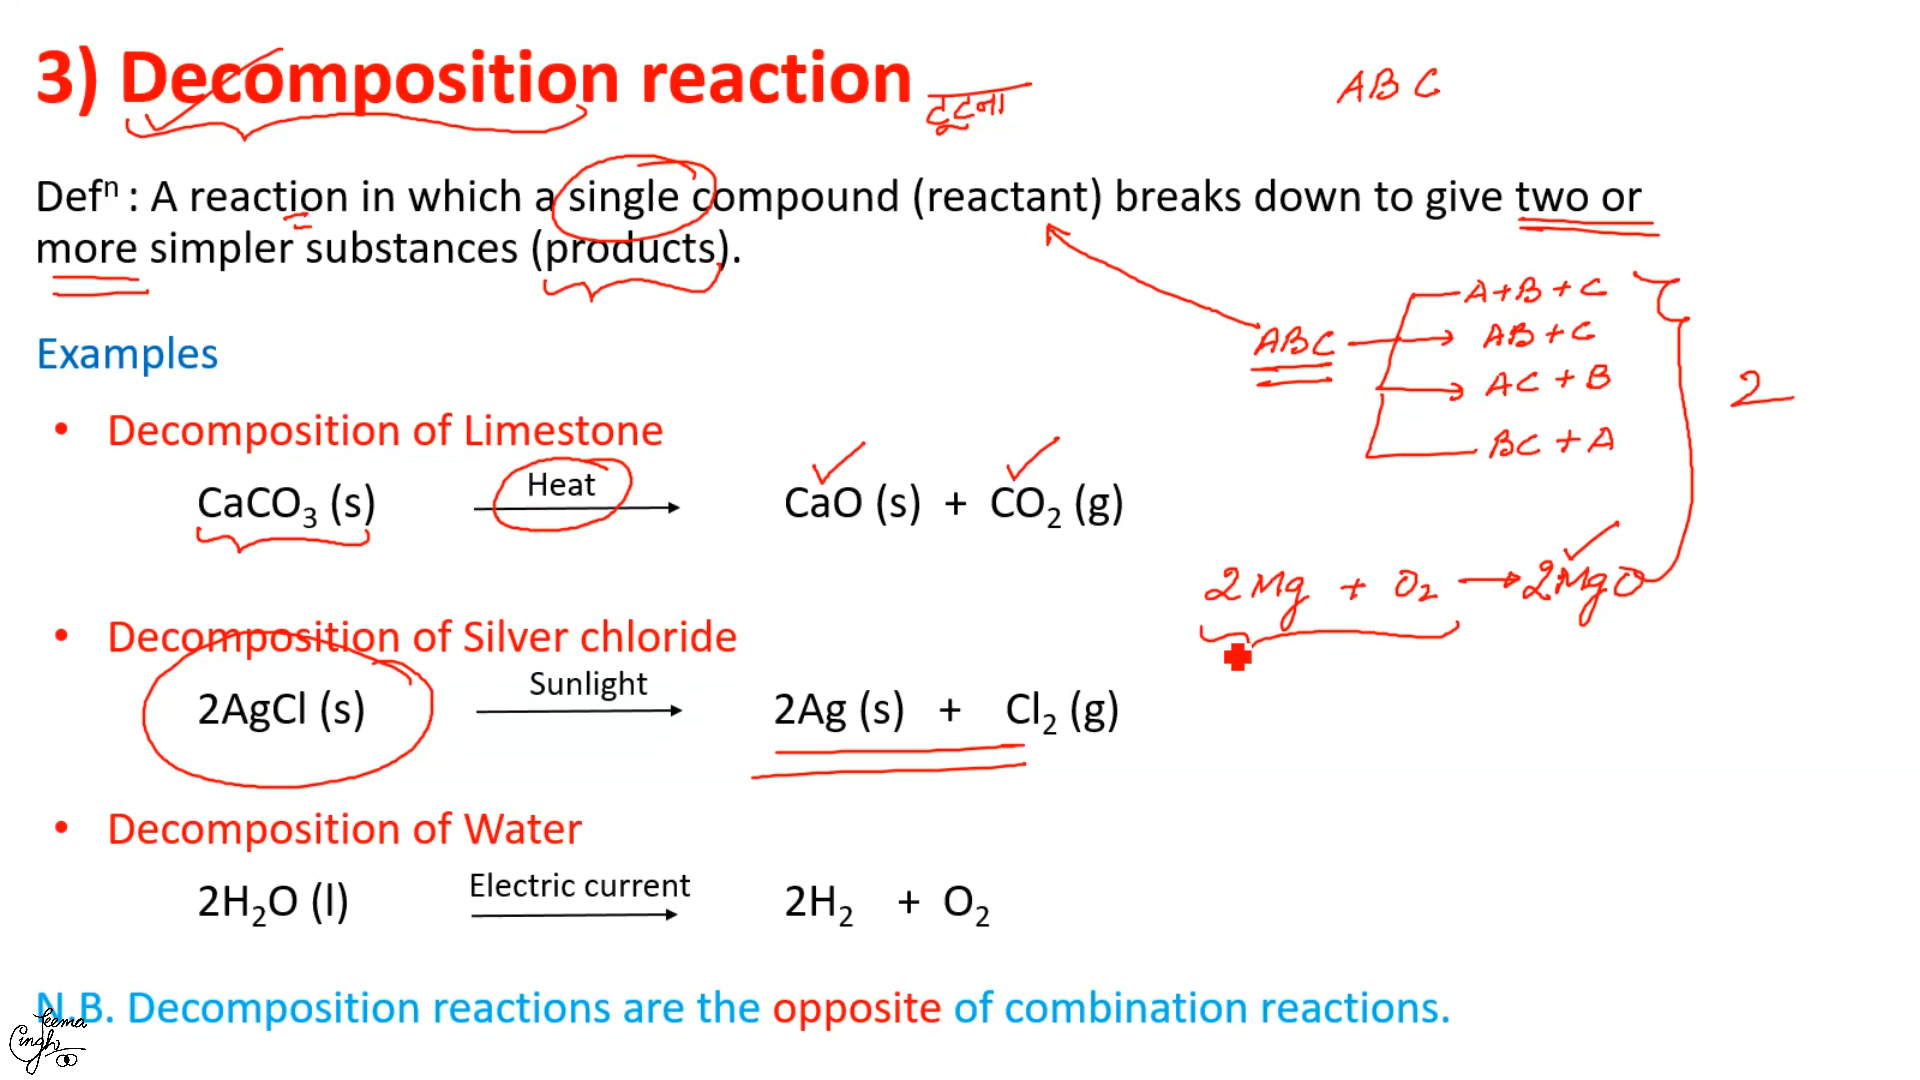 3) Decomposition reaction
टूटना
ABC
Defⁿ : A reaction in which a single compound (reactant) breaks down to give two or
more simpler substances (products).
A+B+C
ABC
AB+C
AC+B
BC+A
2
Examples
• Decomposition of Limestone
CaCO₃ (s) Heat CaO (s) + CO₂ (g)
2Mg + O₂ → 2MgO
• Decomposition of Silver chloride
2AgCl (s) Sunlight 2Ag (s) + Cl₂ (g)
• Decomposition of Water
2H₂O (l) Electric current 2H₂ + O₂
N.B. Decomposition reactions are the opposite of combination reactions.